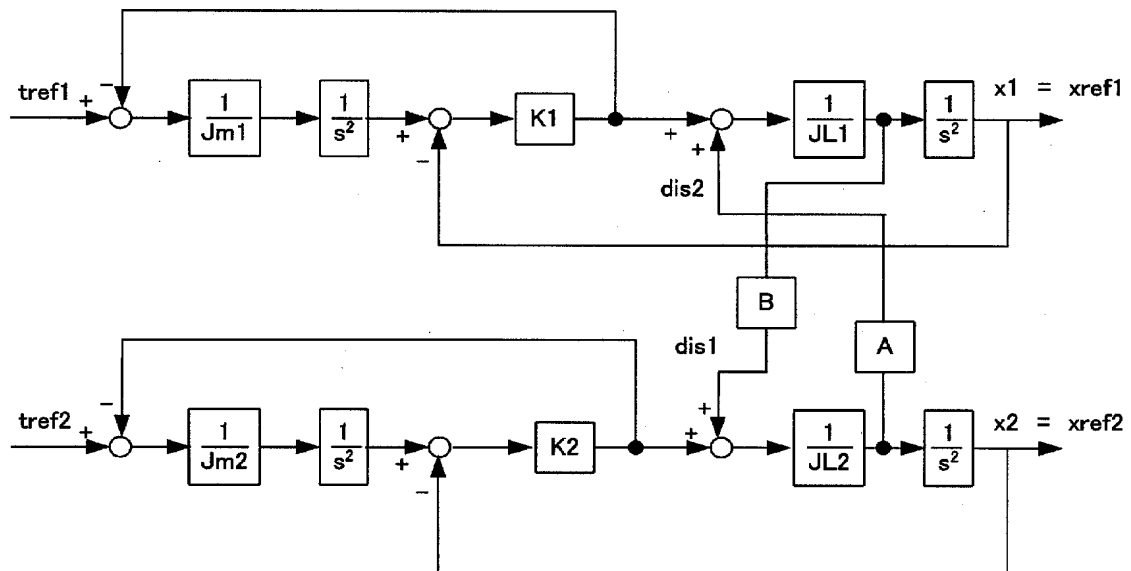 tref1
+
−
1
Jm1
1
s²
+
−
K1
+
+
1
JL1
1
s²
x1 = xref1
dis2
B
A
dis1
tref2
+
−
1
Jm2
1
s²
+
−
K2
+
+
1
JL2
1
s²
x2 = xref2